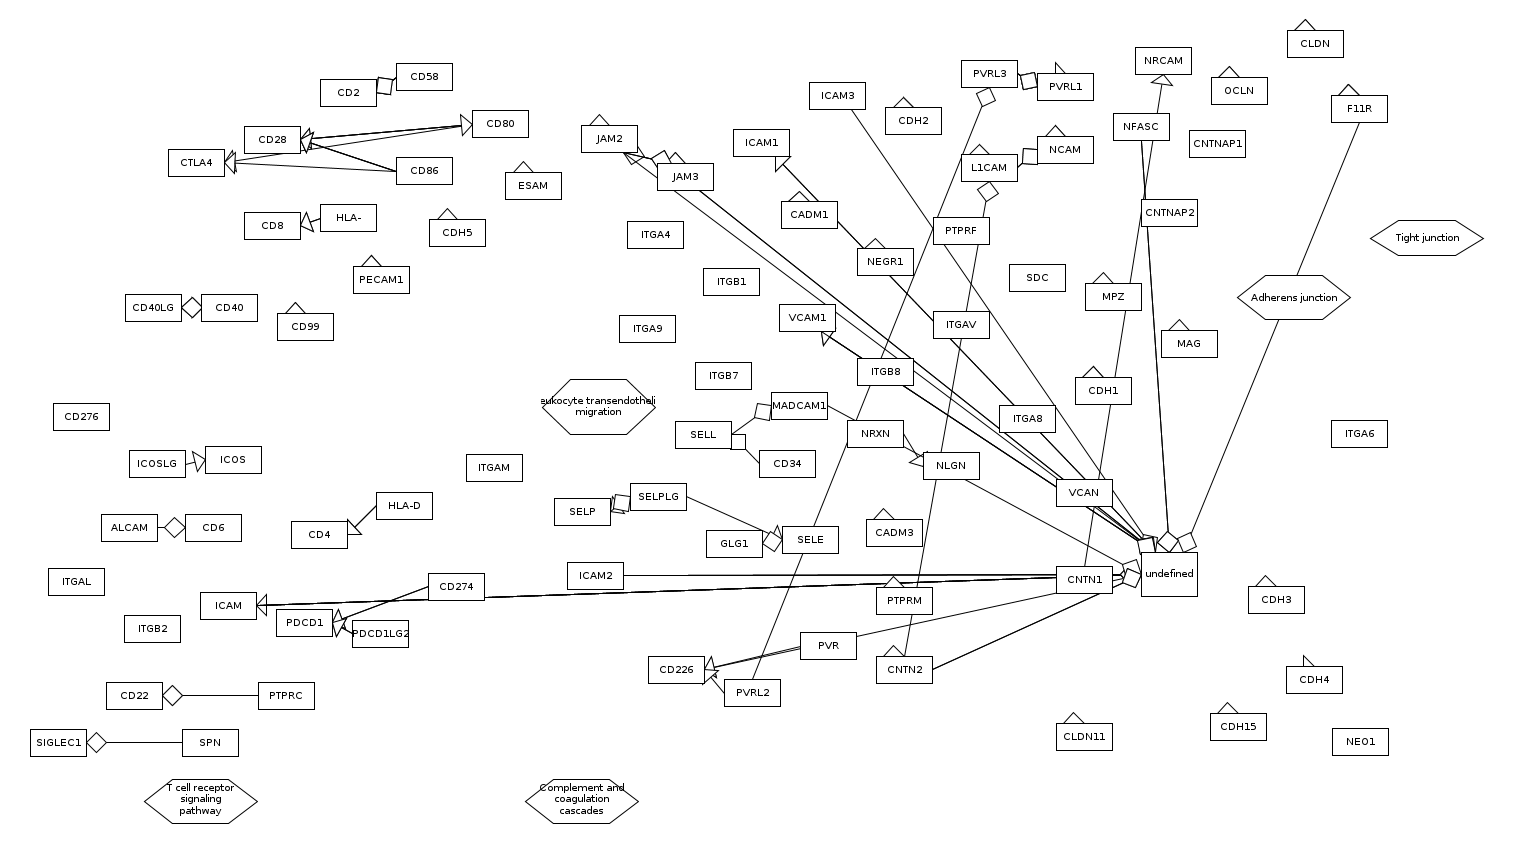 CLDN
NRCAM
CD58
PVRL3
PVRL1
OCLN
CD2
ICAM3
F11R
CD80
CDH2
NFASC
CD28
JAM2
ICAM1
CNTNAP1
NCAM
CTLA4
CD86
L1CAM
JAM3
ESAM
CADM1
CNTNAP2
HLA-
CD8
CDH5
ITGA4
PTPRF
Tight junction
NEGR1
PECAM1
ITGB1
SDC
MPZ
Adherens junction
CD40LG
CD40
CD99
VCAM1
ITGAV
ITGA9
MAG
ITGB8
ITGB7
CDH1
eukocyte transendotheli
migration
MADCAM1
CD276
ITGA8
SELL
NRXN
ITGA6
ICOSLG
ICOS
ITGAM
CD34
NLGN
VCAN
SELPLG
HLA-D
SELP
ALCAM
CD6
CD4
CADM3
GLG1
SELE
ITGAL
ICAM2
CNTN1
undefined
CD274
ICAM
PTPRM
CDH3
PDCD1
ITGB2
PDCD1LG2
PVR
CD226
CNTN2
CDH4
CD22
PTPRC
PVRL2
CDH15
CLDN11
SIGLEC1
SPN
NEO1
T cell receptor
signaling
pathway
Complement and
coagulation
cascades